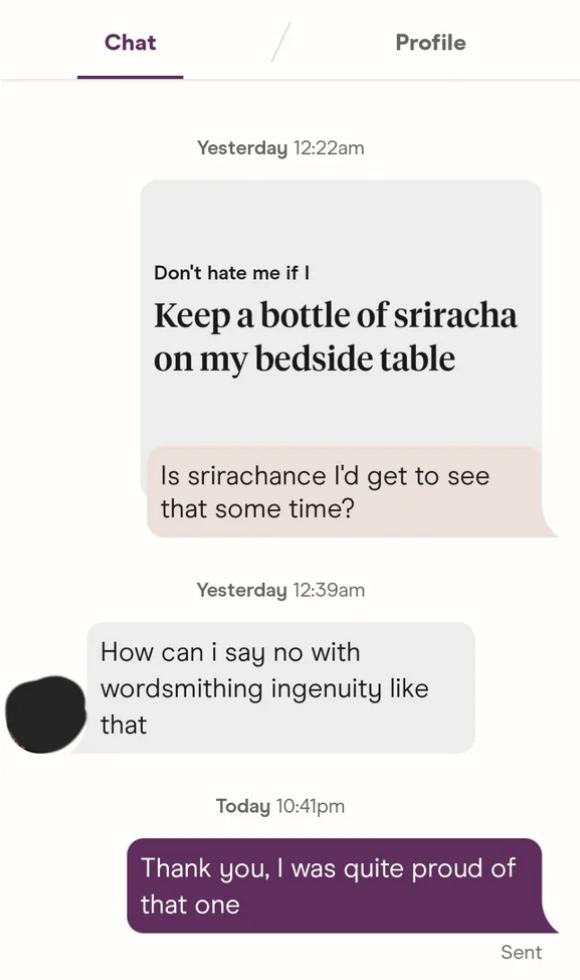 Chat
Profile
Yesterday 12:22am
Don't hate me if I
Keep a bottle of sriracha
on my bedside table
Is srirachance I'd get to see
that some time?
Yesterday 12:39am
How can i say no with
wordsmithing ingenuity like
that
Today 10:41pm
Thank you, I was quite proud of
that one
Sent